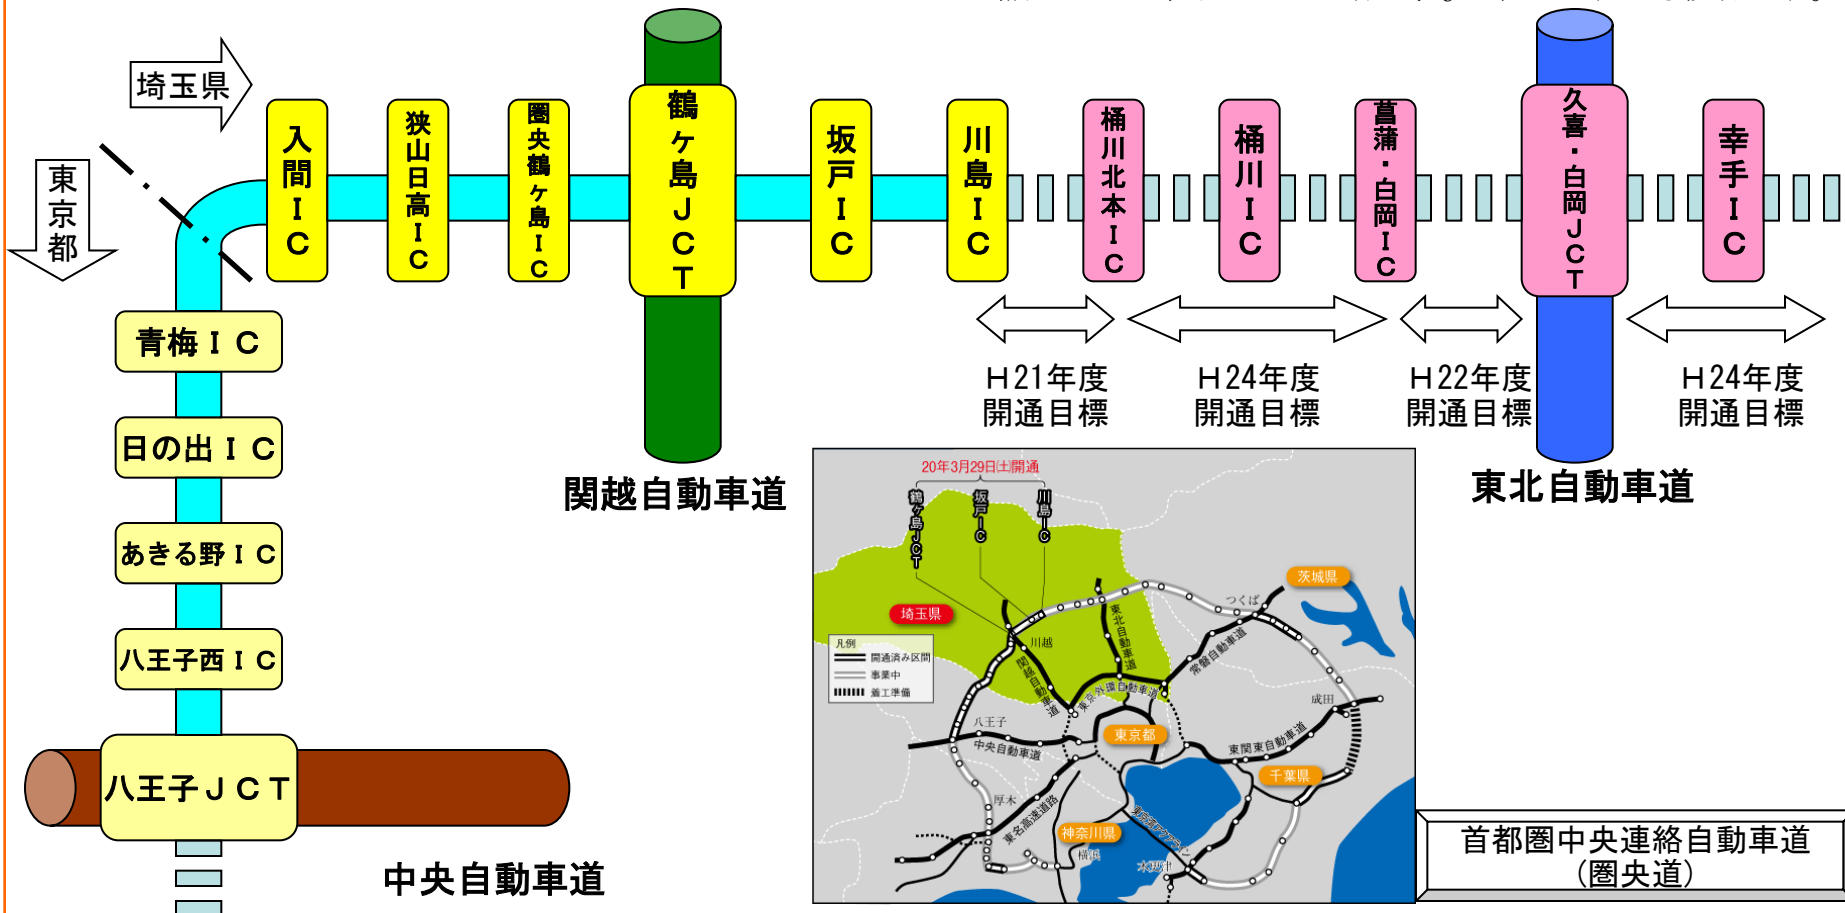 埼玉県
東京都
入間IC
狭山日高IC
圏央鶴ヶ島IC
鶴ヶ島JCT
坂戸IC
川島IC
桶川北本IC
桶川IC
菖蒲・白岡IC
久喜・白岡JCT
幸手IC
青梅IC
日の出IC
あきる野IC
八王子西IC
八王子JCT
中央自動車道
関越自動車道
東北自動車道
H21年度
開通目標
H24年度
開通目標
H22年度
開通目標
H24年度
開通目標
20年3月29日(土)開通
鶴ヶ島JCT
坂戸IC
川島IC
埼玉県
茨城県
東京都
千葉県
神奈川県
凡例
開通済み区間
事業中
着工準備
つくば
川越
成田
八王子
厚木
横浜
木更津
関越自動車道
東北自動車道
常磐自動車道
東京外環自動車道
中央自動車道
東関東自動車道
東名高速道路
首都圏中央連絡自動車道
(圏央道)